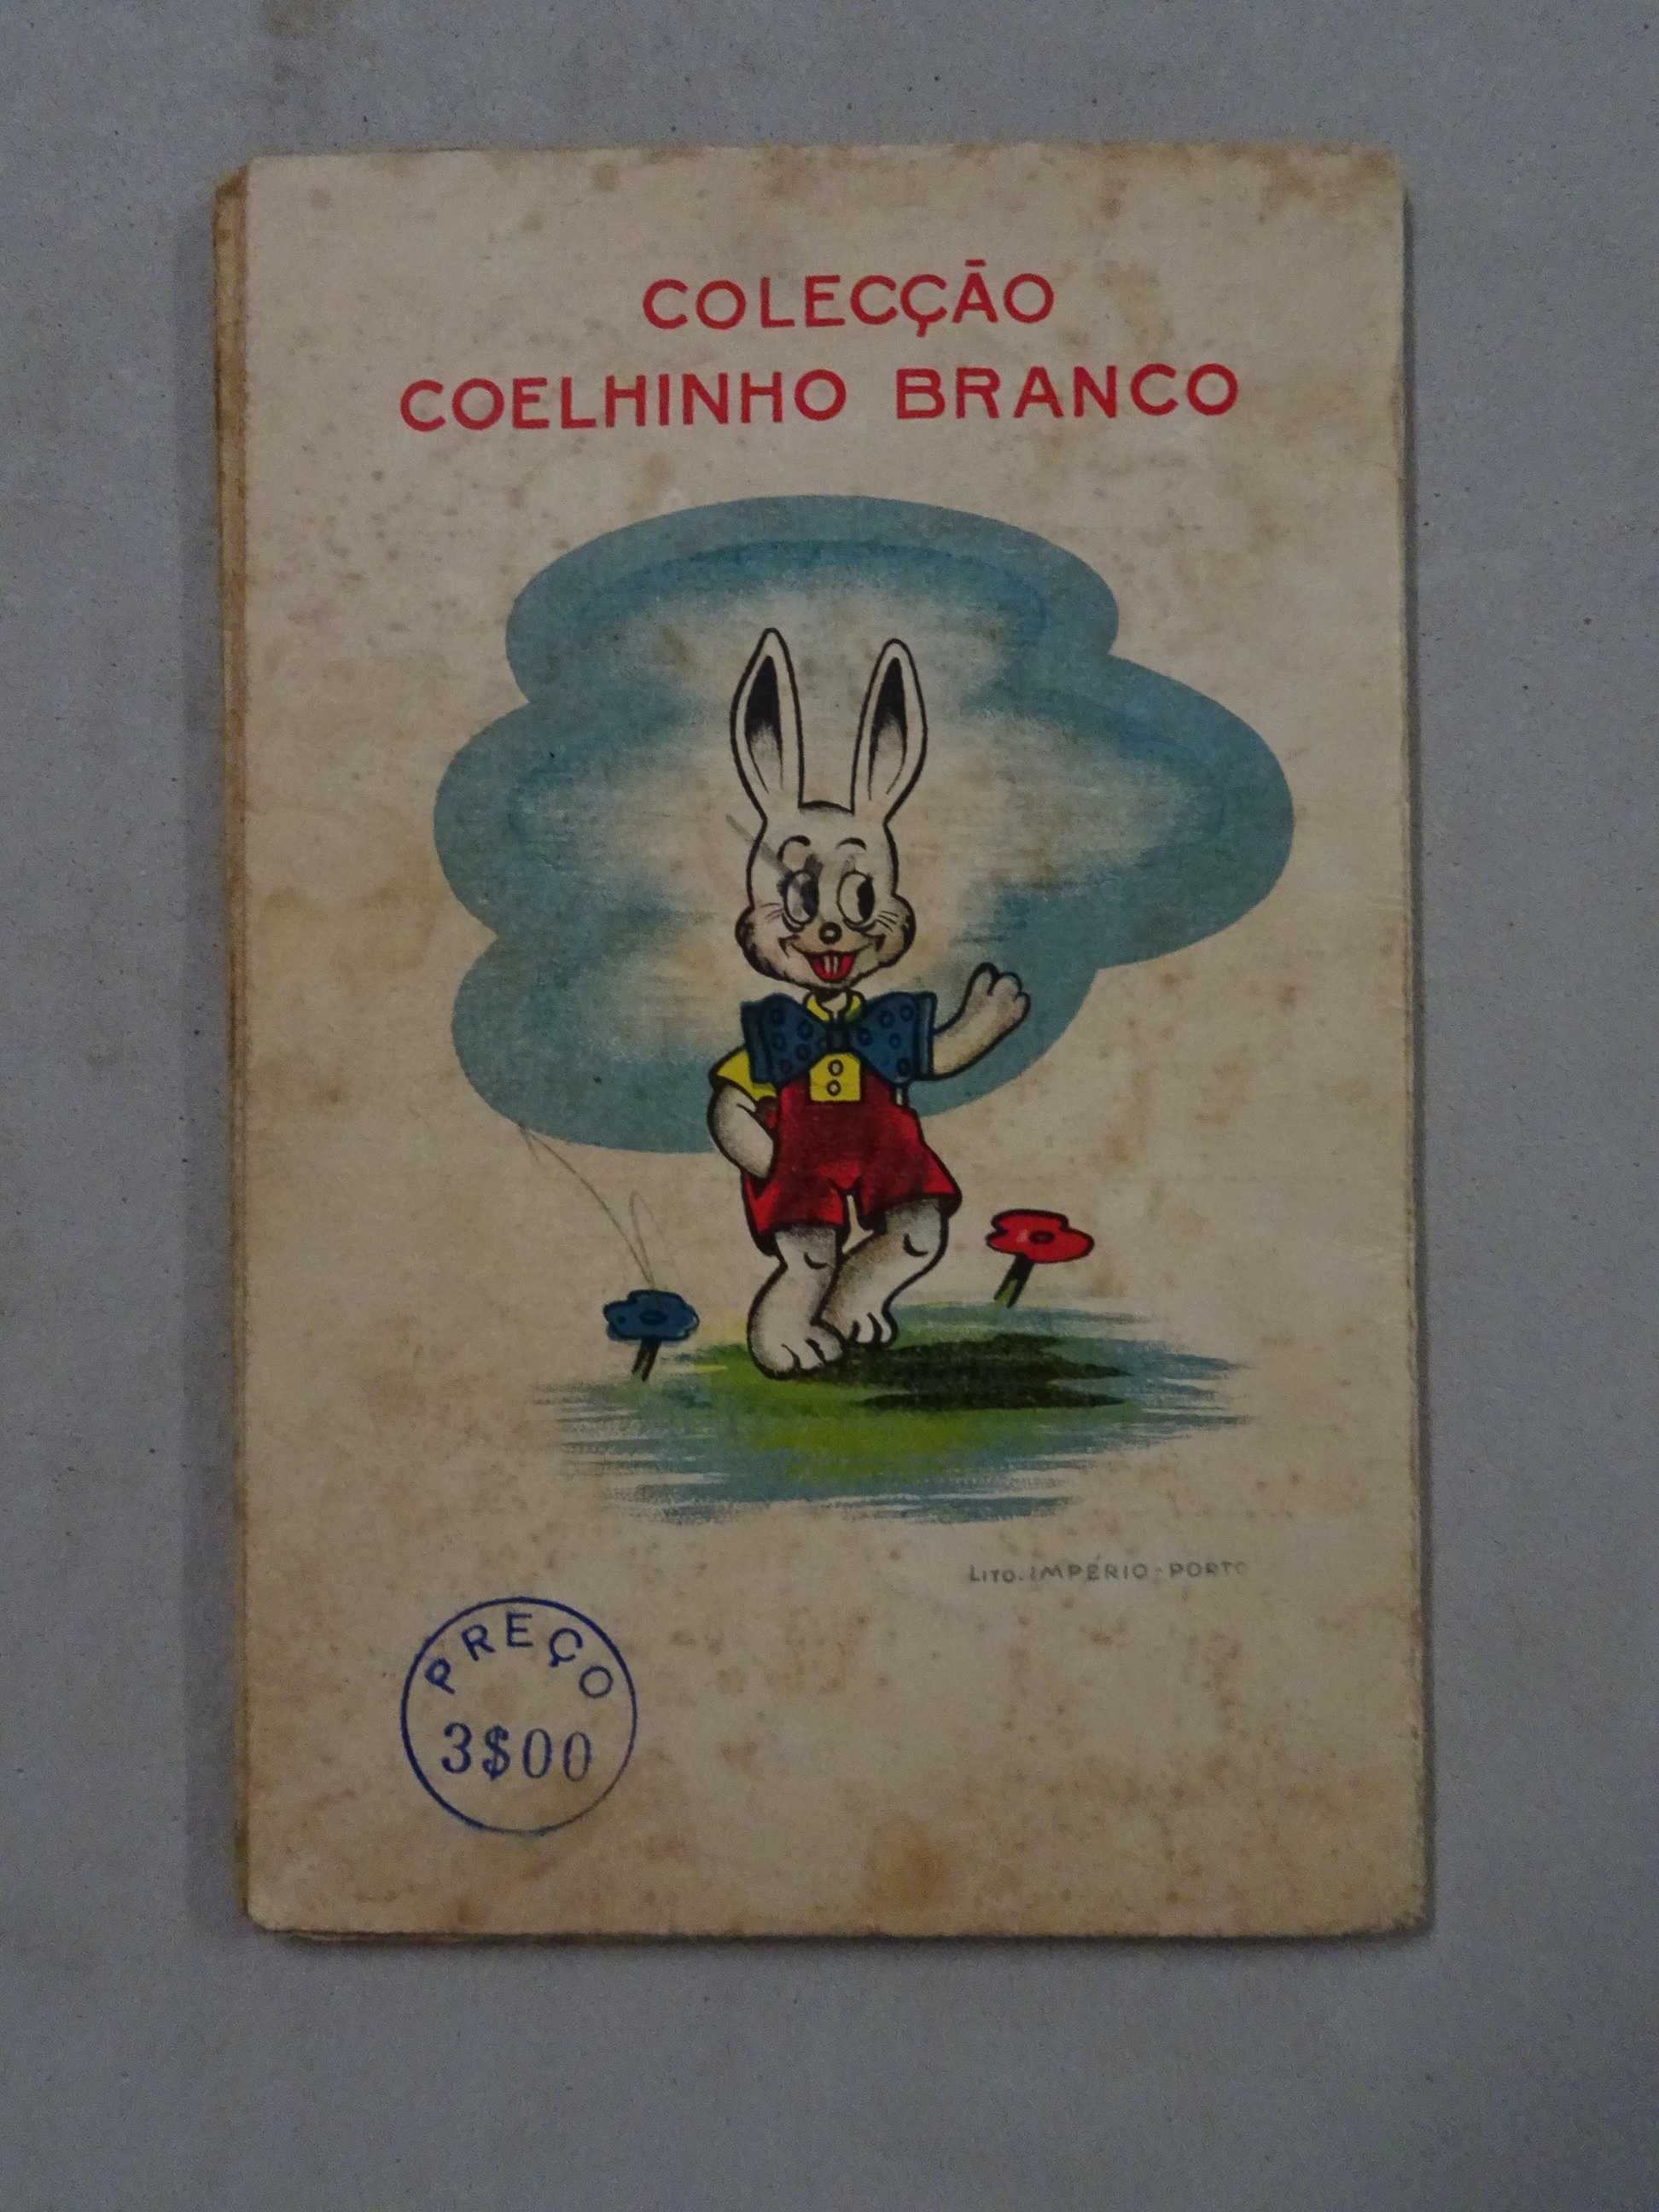 COLECÇÃO
COELHINHO BRANCO
LITO. IMPÉRIO - PORTO
PREÇO
3$00